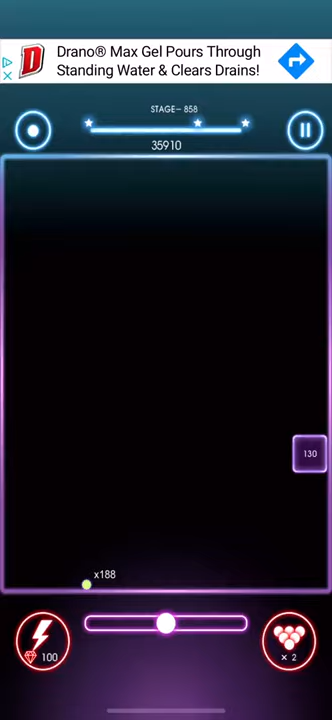 Drano® Max Gel Pours Through
Standing Water & Clears Drains!
STAGE- 858
35910
130
x188
100
× 2